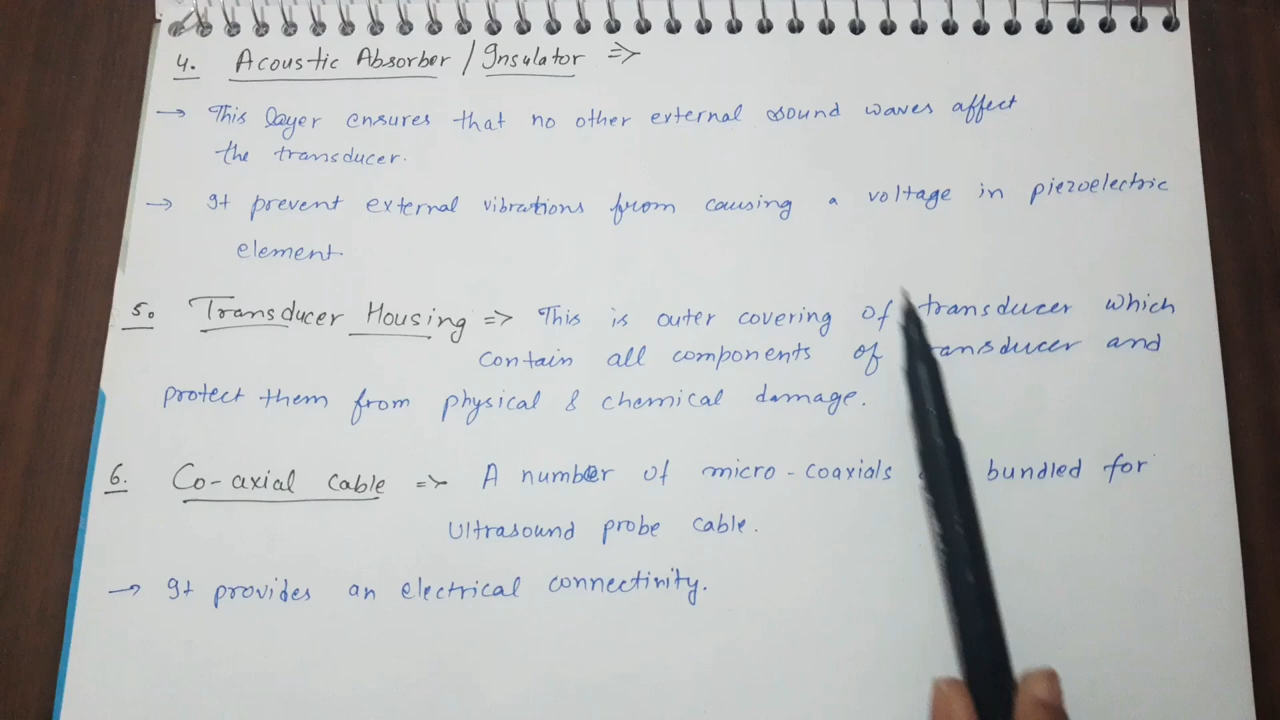 4. Acoustic Absorber / Insulator =>
→ This layer ensures that no other external sound waves affect
the transducer.
→ It prevent external vibrations from causing a voltage in piezoelectric
element.
5. Transducer Housing => This is outer covering of transducer which
contain all components of transducer and
protect them from physical & chemical damage.
6. Co-axial cable => A number of micro-coaxials bundled for
Ultrasound probe cable.
→ It provides an electrical connectivity.